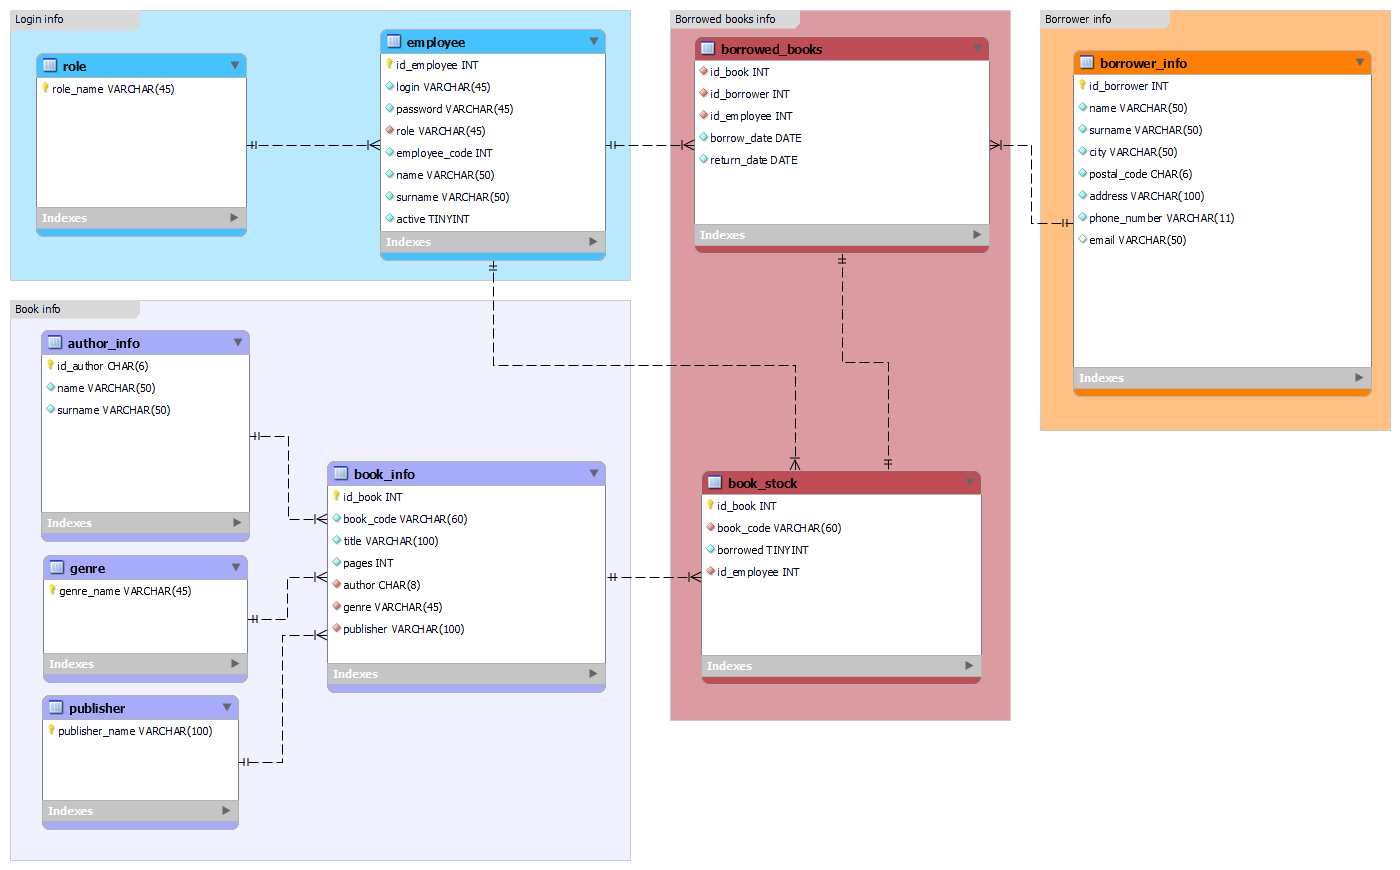 Login info
role
role_name VARCHAR(45)
Indexes
employee
id_employee INT
login VARCHAR(45)
password VARCHAR(45)
role VARCHAR(45)
employee_code INT
name VARCHAR(50)
surname VARCHAR(50)
active TINYINT
Indexes
Borrowed books info
borrowed_books
id_book INT
id_borrower INT
id_employee INT
borrow_date DATE
return_date DATE
Indexes
book_stock
id_book INT
book_code VARCHAR(60)
borrowed TINYINT
id_employee INT
Indexes
Borrower info
borrower_info
id_borrower INT
name VARCHAR(50)
surname VARCHAR(50)
city VARCHAR(50)
postal_code CHAR(6)
address VARCHAR(100)
phone_number VARCHAR(11)
email VARCHAR(50)
Indexes
Book info
author_info
id_author CHAR(6)
name VARCHAR(50)
surname VARCHAR(50)
Indexes
genre
genre_name VARCHAR(45)
Indexes
publisher
publisher_name VARCHAR(100)
Indexes
book_info
id_book INT
book_code VARCHAR(60)
title VARCHAR(100)
pages INT
author CHAR(8)
genre VARCHAR(45)
publisher VARCHAR(100)
Indexes